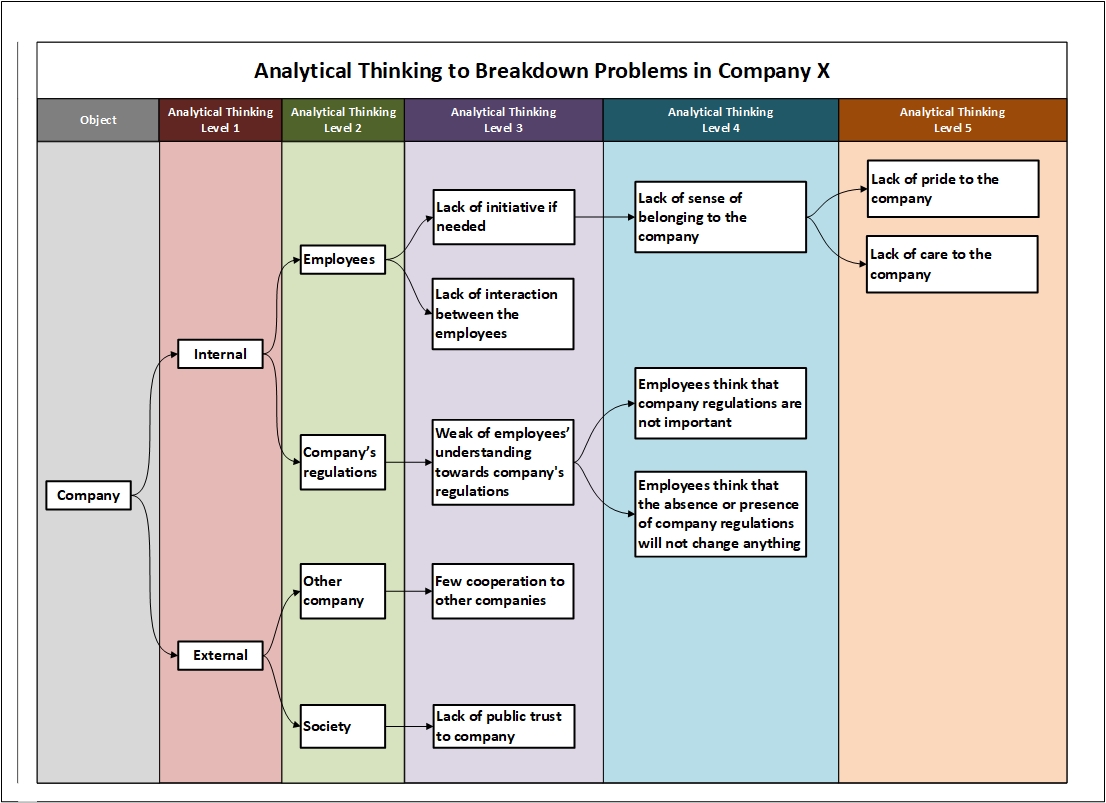 Analytical Thinking to Breakdown Problems in Company X
Object
Analytical Thinking
Level 1
Analytical Thinking
Level 2
Analytical Thinking
Level 3
Analytical Thinking
Level 4
Analytical Thinking
Level 5
Company
Internal
External
Employees
Company’s
regulations
Other
company
Society
Lack of initiative if
needed
Lack of interaction
between the
employees
Weak of employees’
understanding
towards company's
regulations
Few cooperation to
other companies
Lack of public trust
to company
Lack of sense of
belonging to the
company
Employees think that
company regulations are
not important
Employees think that
the absence or presence
of company regulations
will not change anything
Lack of pride to the
company
Lack of care to the
company